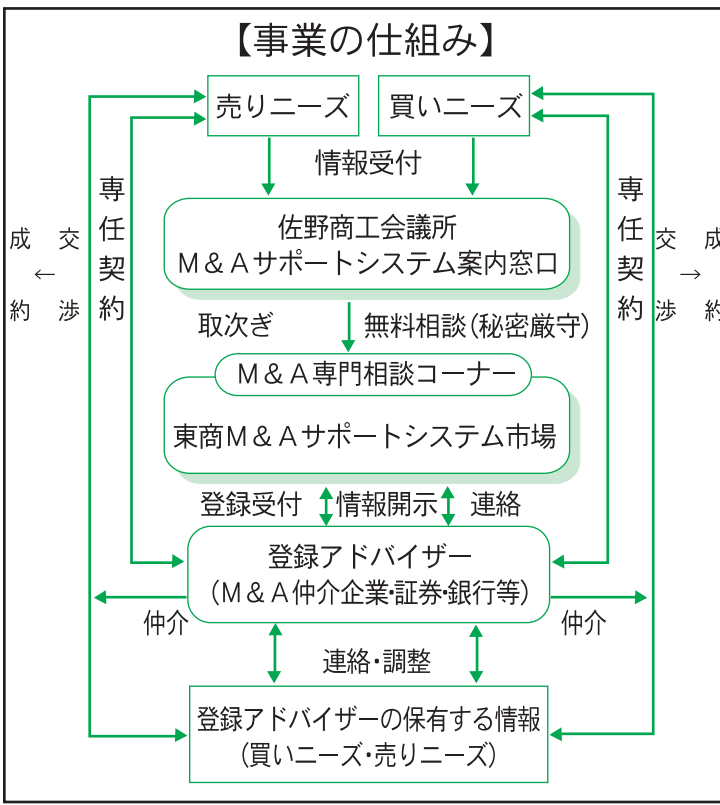 【事業の仕組み】
売りニーズ
買いニーズ
情報受付
佐野商工会議所
M&Aサポートシステム案内窓口
取次ぎ
無料相談(秘密厳守)
M&A専門相談コーナー
東商M&Aサポートシステム市場
登録受付
情報開示
連絡
登録アドバイザー
(M&A仲介企業・証券・銀行等)
仲介
仲介
連絡・調整
登録アドバイザーの保有する情報
(買いニーズ・売りニーズ)
専任契約
専任契約
交渉
←
成約
交渉
→
成約